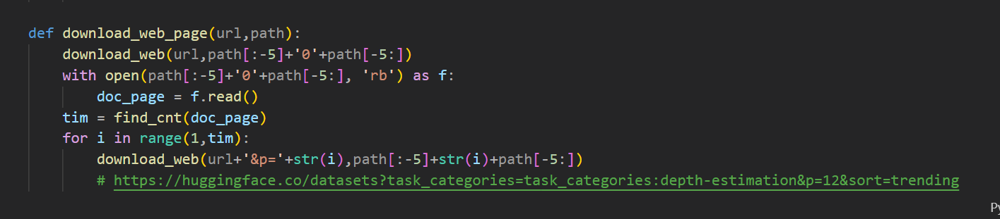 def download_web_page(url,path):
    download_web(url,path[:-5]+'0'+path[-5:])
    with open(path[:-5]+'0'+path[-5:], 'rb') as f:
        doc_page = f.read()
    tim = find_cnt(doc_page)
    for i in range(1,tim):
        download_web(url+'&p='+str(i),path[:-5]+str(i)+path[-5:])
        # https://huggingface.co/datasets?task_categories=task_categories:depth-estimation&p=12&sort=trending